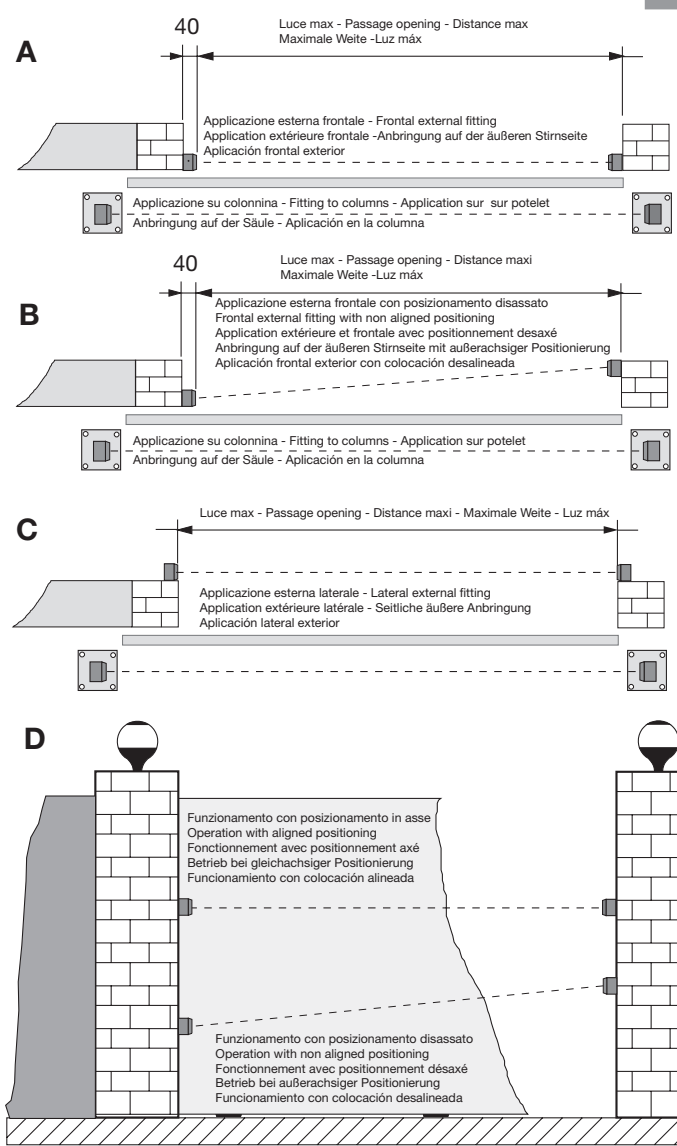 A
40
Luce max - Passage opening - Distance max
Maximale Weite -Luz máx
Applicazione esterna frontale - Frontal external fitting
Application extérieure frontale -Anbringung auf der äußeren Stirnseite
Aplicación frontal exterior
Applicazione su colonnina - Fitting to columns - Application sur  sur potelet
Anbringung auf der Säule - Aplicación en la columna
B
40
Luce max - Passage opening - Distance maxi
Maximale Weite -Luz máx
Applicazione esterna frontale con posizionamento disassato
Frontal external fitting with non aligned positioning
Application extérieure et frontale avec positionnement desaxé
Anbringung auf der äußeren Stirnseite mit außerachsiger Positionierung
Aplicación frontal exterior con colocación desalineada
Applicazione su colonnina - Fitting to columns - Application sur potelet
Anbringung auf der Säule - Aplicación en la columna
C
Luce max - Passage opening - Distance maxi - Maximale Weite - Luz máx
Applicazione esterna laterale - Lateral external fitting
Application extérieure latérale - Seitliche äußere Anbringung
Aplicación lateral exterior
D
Funzionamento con posizionamento in asse
Operation with aligned positioning
Fonctionnement avec positionnement axé
Betrieb bei gleichachsiger Positionierung
Funcionamiento con colocación alineada
Funzionamento con posizionamento disassato
Operation with non aligned positioning
Fonctionnement avec positionnement désaxé
Betrieb bei außerachsiger Positionierung
Funcionamiento con colocación desalineada